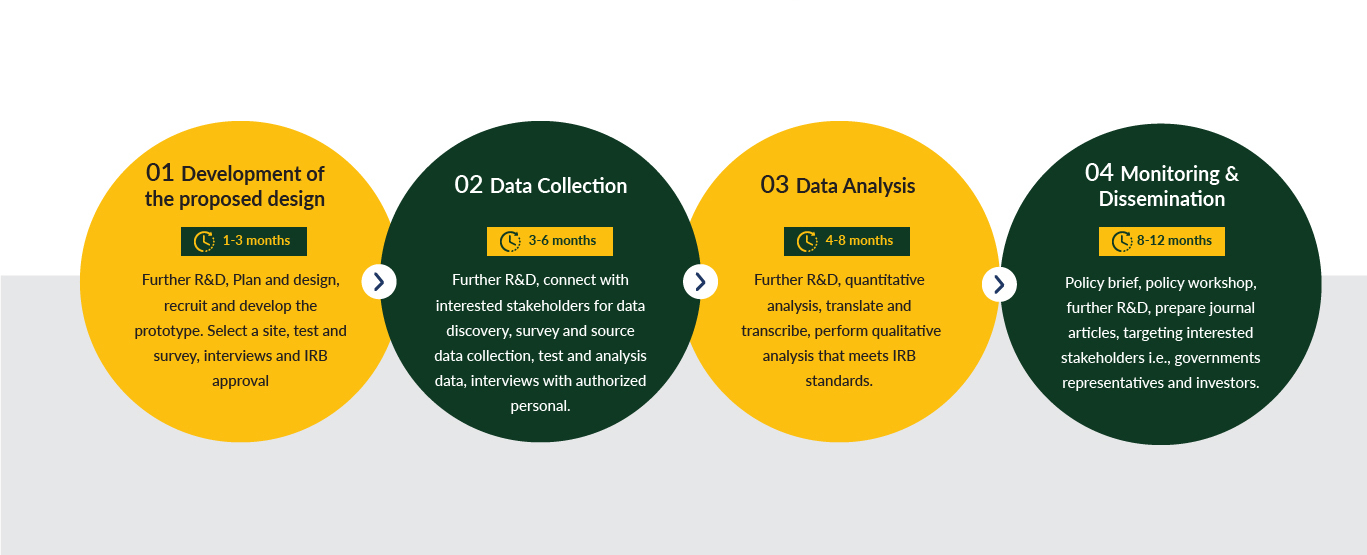 01 Development of
the proposed design
1-3 months
Further R&D, Plan and design,
recruit and develop the
prototype. Select a site, test and
survey, interviews and IRB
approval
02 Data Collection
3-6 months
Further R&D, connect with
interested stakeholders for data
discovery, survey and source
data collection, test and analysis
data, interviews with authorized
personal.
03 Data Analysis
4-8 months
Further R&D, quantitative
analysis, translate and
transcribe, perform qualitative
analysis that meets IRB
standards.
04 Monitoring &
Dissemination
8-12 months
Policy brief, policy workshop,
further R&D, prepare journal
articles, targeting interested
stakeholders i.e., governments
representatives and investors.